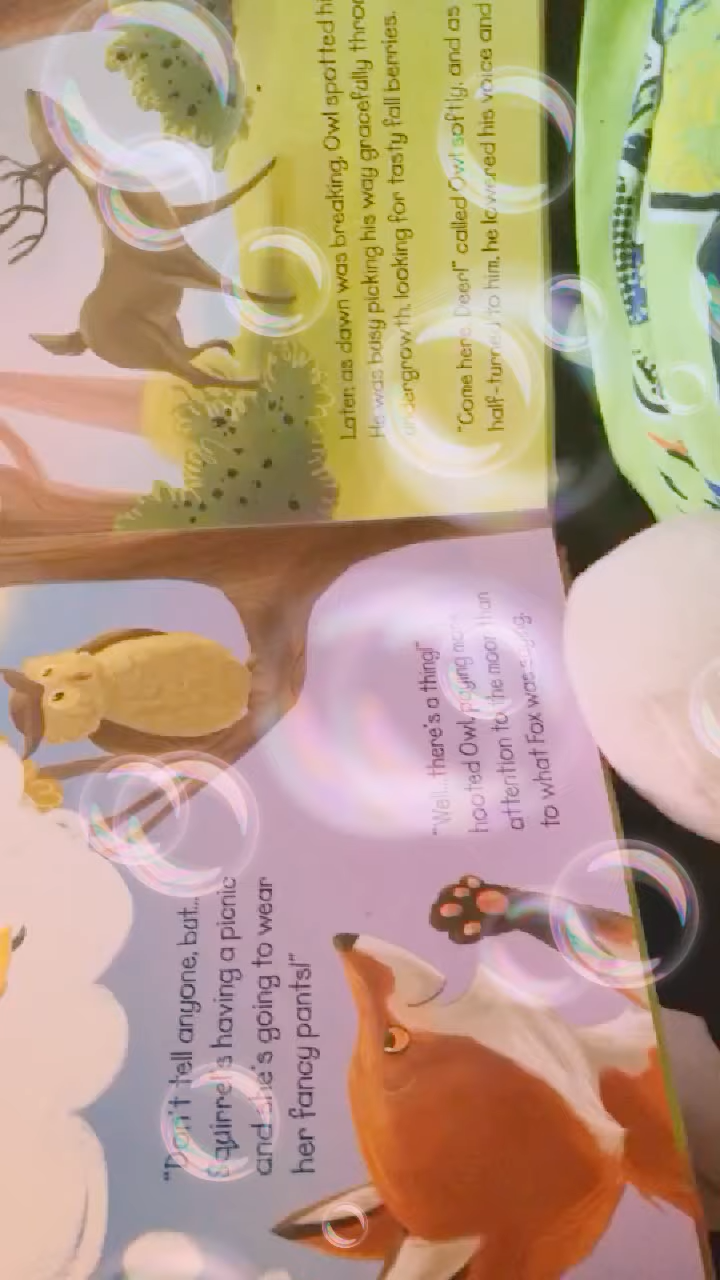 "Don't tell anyone, but...
Squirrel's having a picnic
and she's going to wear
her fancy pants!"
"Well...there's a thing!"
hooted Owl, paying more
attention to the moon than
to what Fox was saying.
Later, as dawn was breaking, Owl spotted
He was busy picking his way gracefully
undergrowth, looking for tasty fall berries.
"Come here, Deer!" called Owl softly; and as
half-turned to him, he lowered his voice and